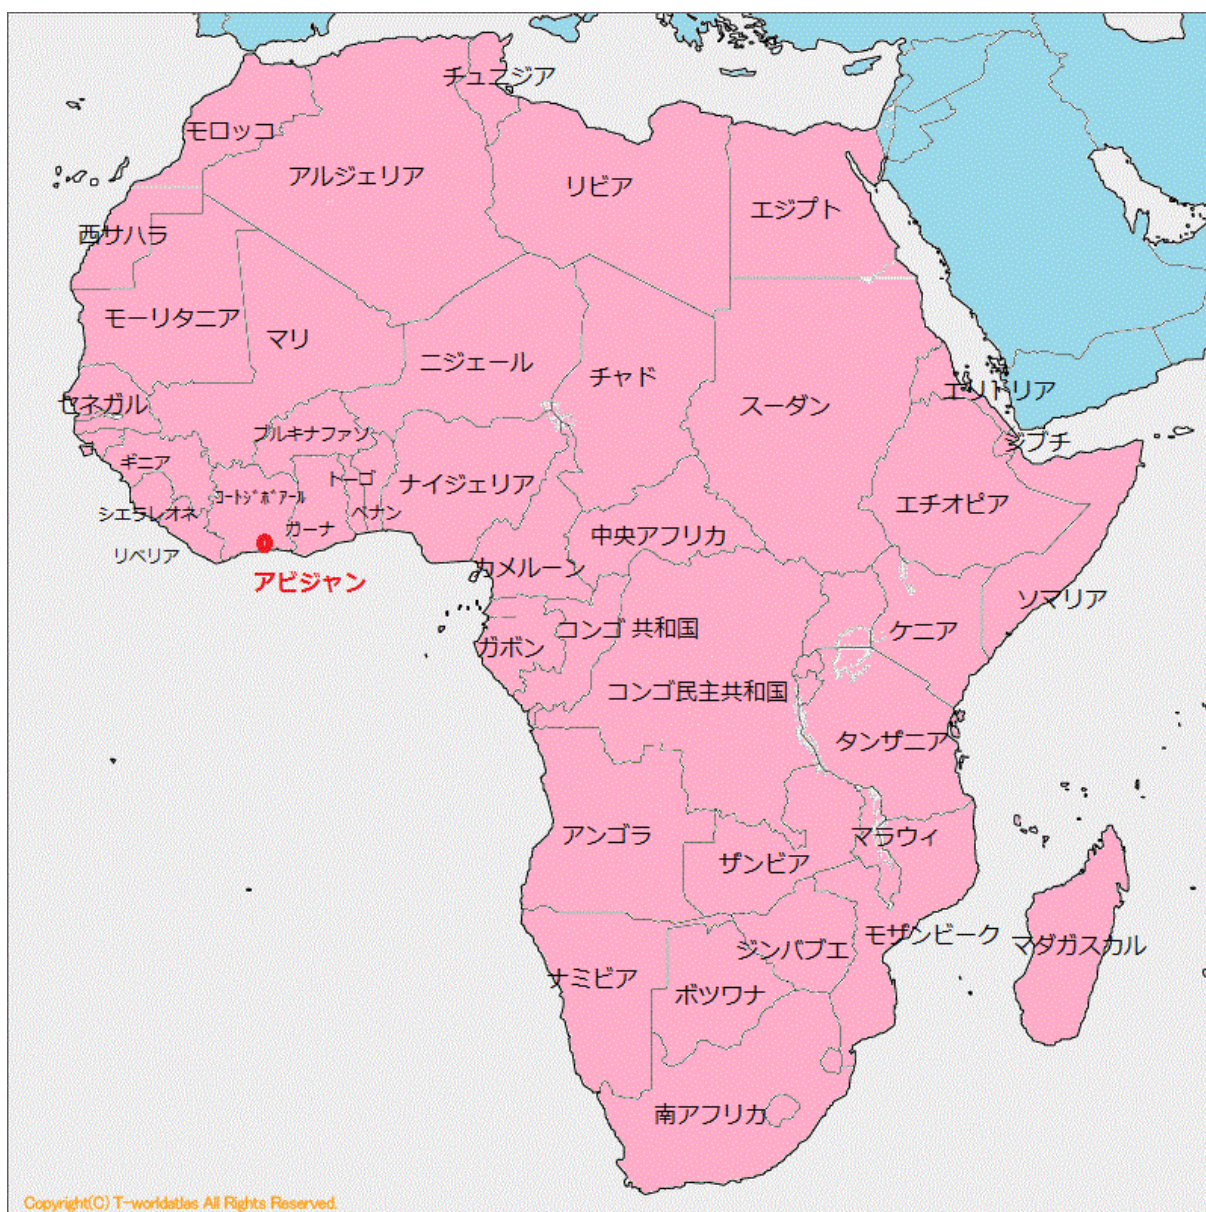 チュニジア
モロッコ
アルジェリア
リビア
エジプト
西サハラ
モーリタニア
マリ
ニジェール
チャド
スーダン
エリトリア
セネガル
ブルキナファソ
ジブチ
ギニア
トーゴ
ナイジェリア
コートジボアール
エチオピア
シエラレオネ
ベナン
ガーナ
中央アフリカ
リベリア
カメルーン
アビジャン
ソマリア
コンゴ 共和国
ケニア
ガボン
コンゴ民主共和国
タンザニア
アンゴラ
マラウィ
ザンビア
モザンビーク
マダガスカル
ジンバブエ
ナミビア
ボツワナ
南アフリカ
Copyright(C) T-worldatlas All Rights Reserved.